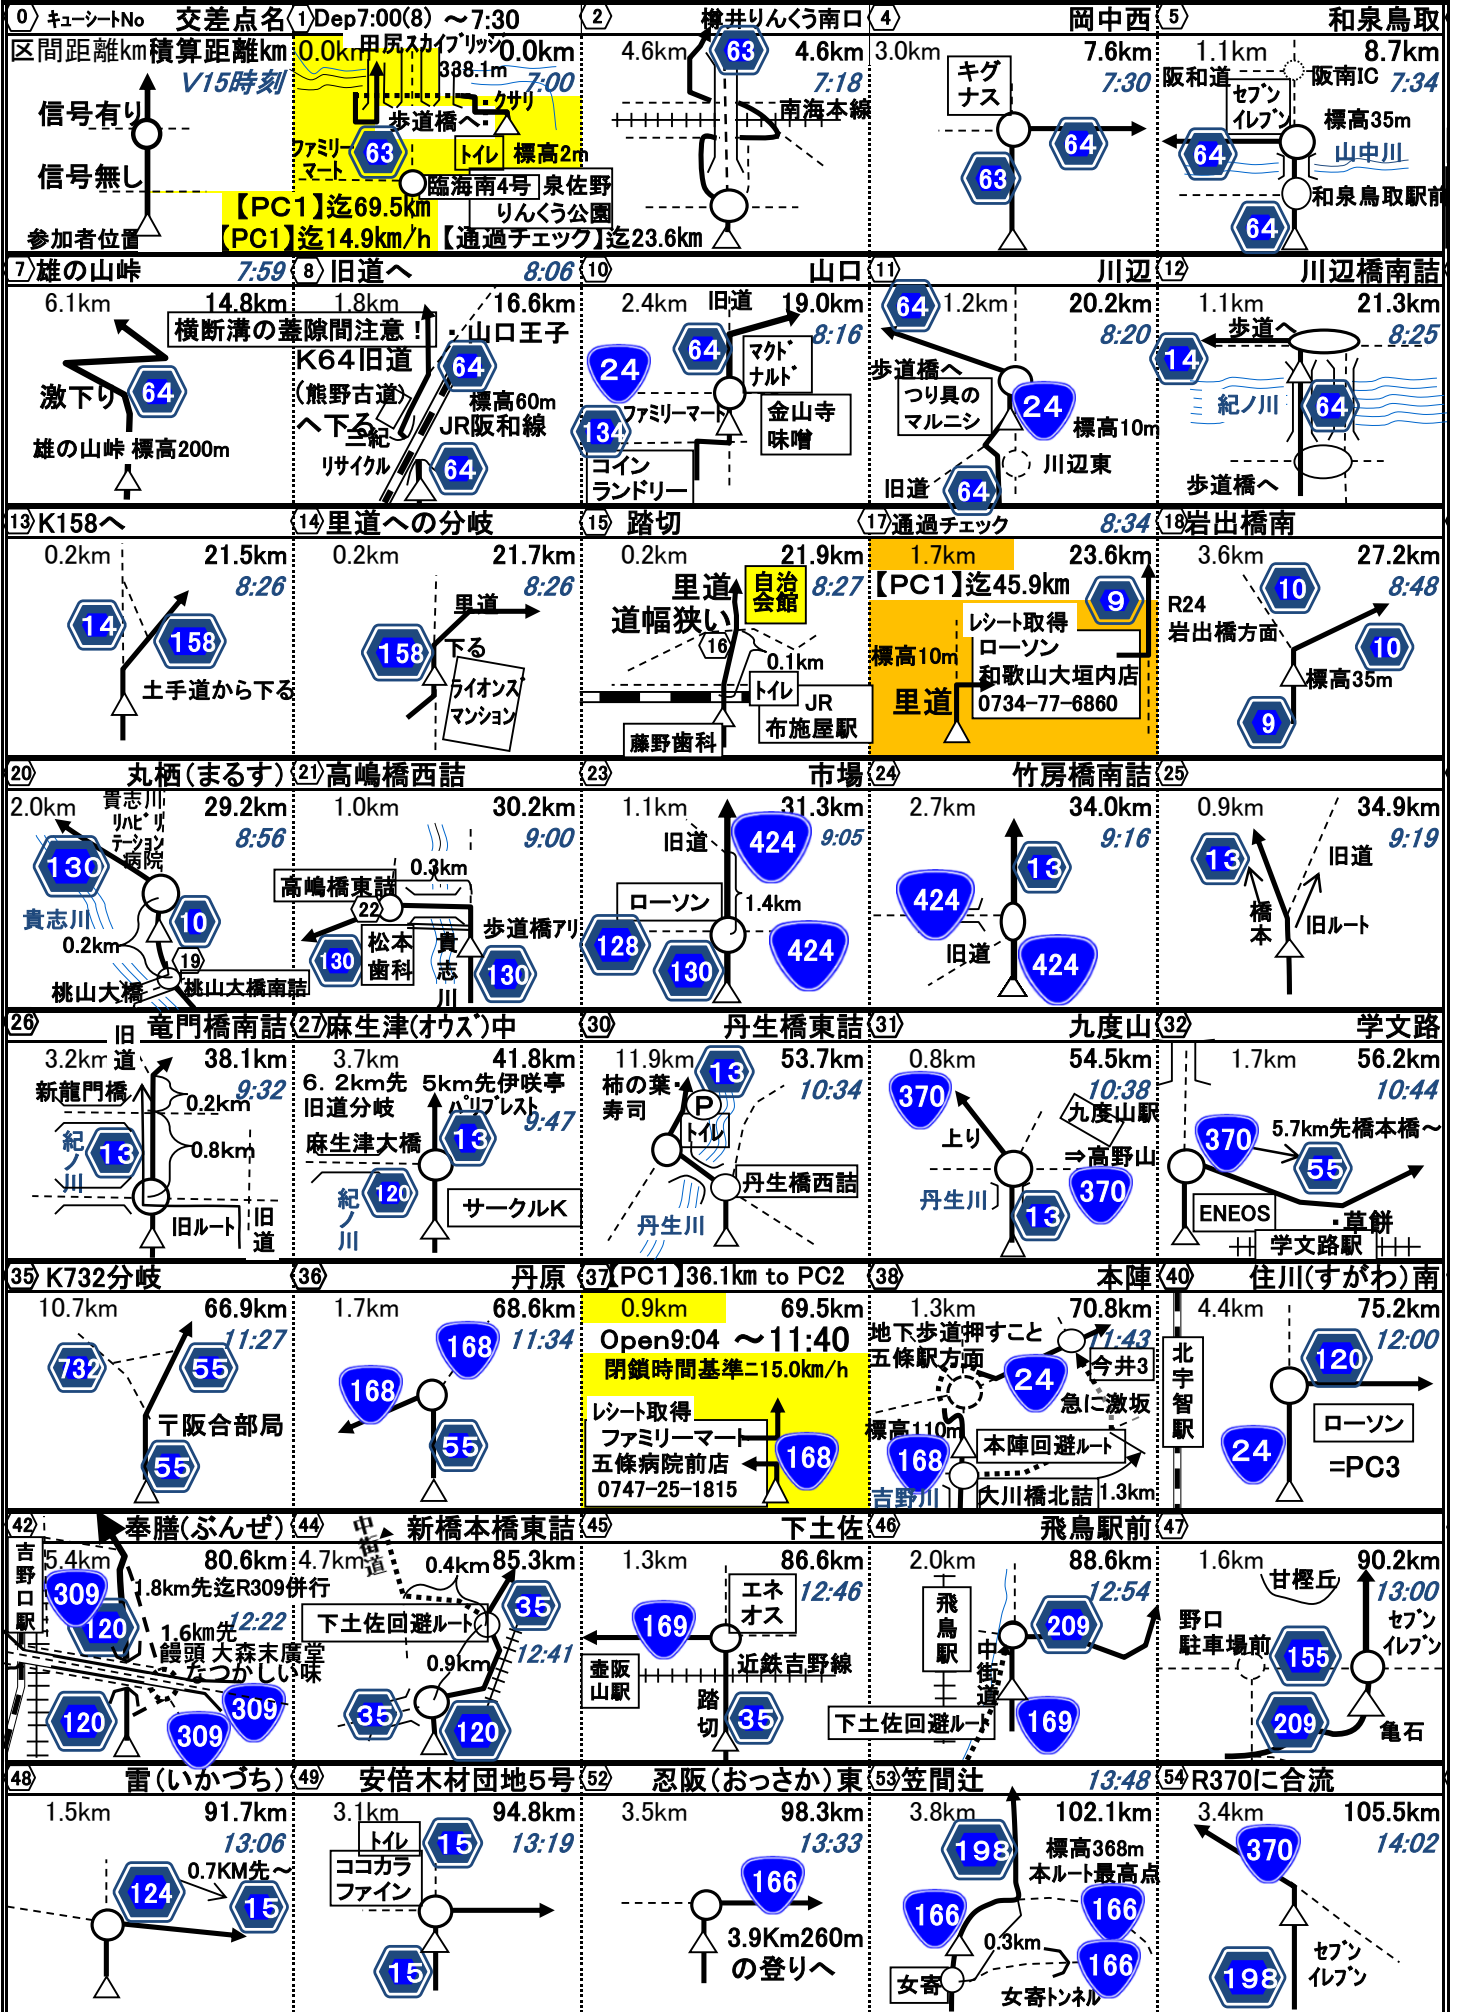 0 キューシートNo 交差点名
区間距離km 積算距離km
V15時刻
信号有り
信号無し
参加者位置
1 Dep7:00(8) ～7:30
0.0km 田尻スカイブリッジ 0.0km
338.1m 7:00
クサリ
歩道橋へ
ファミリーマート
63
トイレ 標高2m
臨海南4号 泉佐野
りんくう公園
【PC1】迄69.5km
【PC1】迄14.9km/h 【通過チェック】迄23.6km
2 樽井りんくう南口
4.6km 63 4.6km
7:18
南海本線
4 岡中西
3.0km 7.6km
7:30
キグナス
64
63
5 和泉鳥取
1.1km 8.7km
阪和道 阪南IC 7:34
セブンイレブン
標高35m
64 山中川
和泉鳥取駅前
64
7 雄の山峠 7:59
6.1km 14.8km
横断溝の蓋隙間注意！
激下り 64
雄の山峠 標高200m
8 旧道へ 8:06
1.8km 16.6km
・山口王子
K64旧道
(熊野古道)
へ下る
64
標高60m
JR阪和線
三紀
リサイクル
64
10 山口
2.4km 旧道 19.0km
8:16
64
24
マクドナルド
ファミリーマート
134
金山寺味噌
コインランドリー
11 川辺
64 1.2km 20.2km
8:20
歩道橋へ
つり具のマルニシ
24
標高10m
川辺東
旧道 64
12 川辺橋南詰
1.1km 21.3km
歩道へ 8:25
14
紀ノ川 64
歩道橋へ
13 K158へ
0.2km 21.5km
8:26
14 158
土手道から下る
14 里道への分岐
0.2km 21.7km
8:26
里道
158 下る
ライオンズマンション
15 踏切
0.2km 21.9km
里道 自治会館 8:27
道幅狭い
16
0.1km
トイレ
JR
布施屋駅
藤野歯科
17 通過チェック 8:34
1.7km 23.6km
【PC1】迄45.9km
9
レシート取得
ローソン
和歌山大垣内店
0734-77-6860
標高10m
里道
18 岩出橋南
3.6km 27.2km
10 8:48
R24
岩出橋方面
10
標高35m
9
20 丸栖(まるす)
2.0km 貴志川リハビリテーション病院 29.2km
8:56
130
貴志川 10
0.2km
19
桃山大橋 桃山大橋南詰
21 高嶋橋西詰
1.0km 30.2km
9:00
0.3km
高嶋橋東詰
22
歩道橋アリ
130 松本歯科 貴志川 130
23 市場
1.1km 31.3km
旧道 424 9:05
ローソン 1.4km
128 130 424
24 竹房橋南詰
2.7km 34.0km
9:16
13
424
旧道 424
25
0.9km 34.9km
9:19
13 旧道
橋本 旧ルート
26 竜門橋南詰
3.2km 旧道 38.1km
9:32
新龍門橋 0.2km
紀ノ川 13 0.8km
旧ルート 旧道
27 麻生津(オウズ)中
3.7km 41.8km
6.2km先 5km先伊咲亭
旧道分岐 パリブレスト
9:47
麻生津大橋 13
紀ノ川 120
サークルK
30 丹生橋東詰
11.9km 53.7km
柿の葉寿司 13 10:34
P
トイレ
丹生橋西詰
丹生川
31 九度山
0.8km 54.5km
370 10:38
九度山駅
上り ⇒高野山
丹生川 13 370
32 学文路
1.7km 56.2km
10:44
370 5.7km先橋本橋～
55
ENEOS
・草餅
学文路駅
35 K732分岐
10.7km 66.9km
11:27
732 55
〒阪合部局
55
36 丹原
1.7km 68.6km
168 11:34
168
55
37 【PC1】36.1km to PC2
0.9km 69.5km
Open9:04 ～11:40
閉鎖時間基準=15.0km/h
レシート取得
ファミリーマート
五條病院前店
0747-25-1815
168
38 本陣
1.3km 70.8km
地下歩道押すこと 11:43
五條駅方面
24 今井3
急に激坂
標高110m
168 本陣回避ルート
吉野川 大川橋北詰 1.3km
40 住川(すがわ)南
4.4km 75.2km
120 12:00
北宇智駅
24 ローソン
=PC3
42 奉膳(ぶんぜ)
吉野口駅 5.4km 80.6km
309 1.8km先迄R309併行
120 12:22
1.6km先
饅頭 大森末廣堂
なつかしい味
120 309 309
44 新橋本橋東詰
中街道
4.7km 85.3km
0.4km
35
下土佐回避ルート
12:41
0.9km
35 120
45 下土佐
1.3km 86.6km
エネオス 12:46
169
壺阪山駅 近鉄吉野線
踏切 35
46 飛鳥駅前
2.0km 88.6km
12:54
飛鳥駅 209
中街道
下土佐回避ルート 169
47
1.6km 90.2km
甘樫丘 13:00
野口
駐車場前
セブンイレブン
155
209 亀石
48 雷(いかづち)
1.5km 91.7km
13:06
0.7KM先～
124 15
49 安倍木材団地5号
3.1km 94.8km
トイレ 15 13:19
ココカラファイン
15
52 忍阪(おっさか)東
3.5km 98.3km
13:33
166
3.9Km260m
の登りへ
53 笠間辻 13:48
3.8km 102.1km
198 標高368m
本ルート最高点
166 166
0.3km
166
女寄
女寄トンネル
54 R370に合流
3.4km 105.5km
370 14:02
198 セブンイレブン